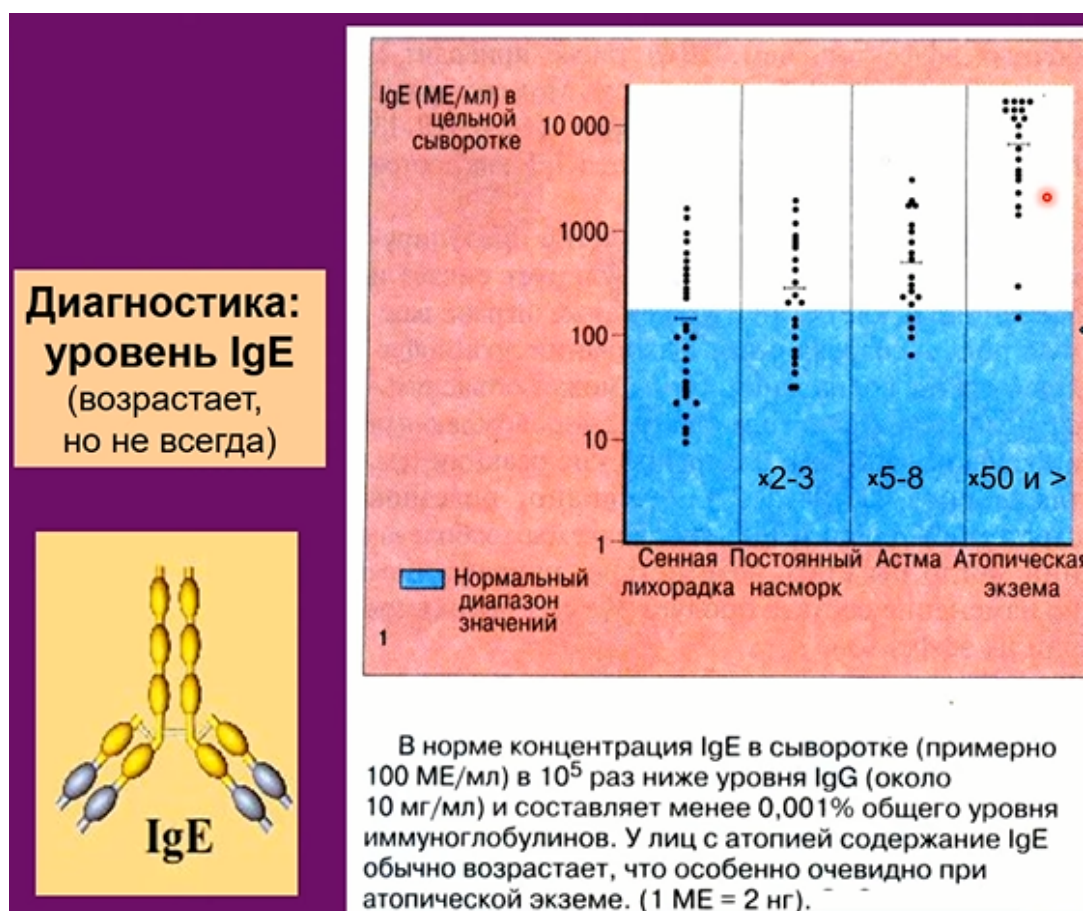 Диагностика:
уровень IgE
(возрастает,
но не всегда)
IgE
IgE (МЕ/мл) в
цельной
сыворотке
10 000
1000
100
10
1
x2-3
x5-8
x50 и >
Сенная
лихорадка
Постоянный
насморк
Астма
Атопическая
экзема
Нормальный
диапазон
значений
1
В норме концентрация IgE в сыворотке (примерно
100 МЕ/мл) в 10⁵ раз ниже уровня IgG (около
10 мг/мл) и составляет менее 0,001% общего уровня
иммуноглобулинов. У лиц с атопией содержание IgE
обычно возрастает, что особенно очевидно при
атопической экземе. (1 МЕ = 2 нг).